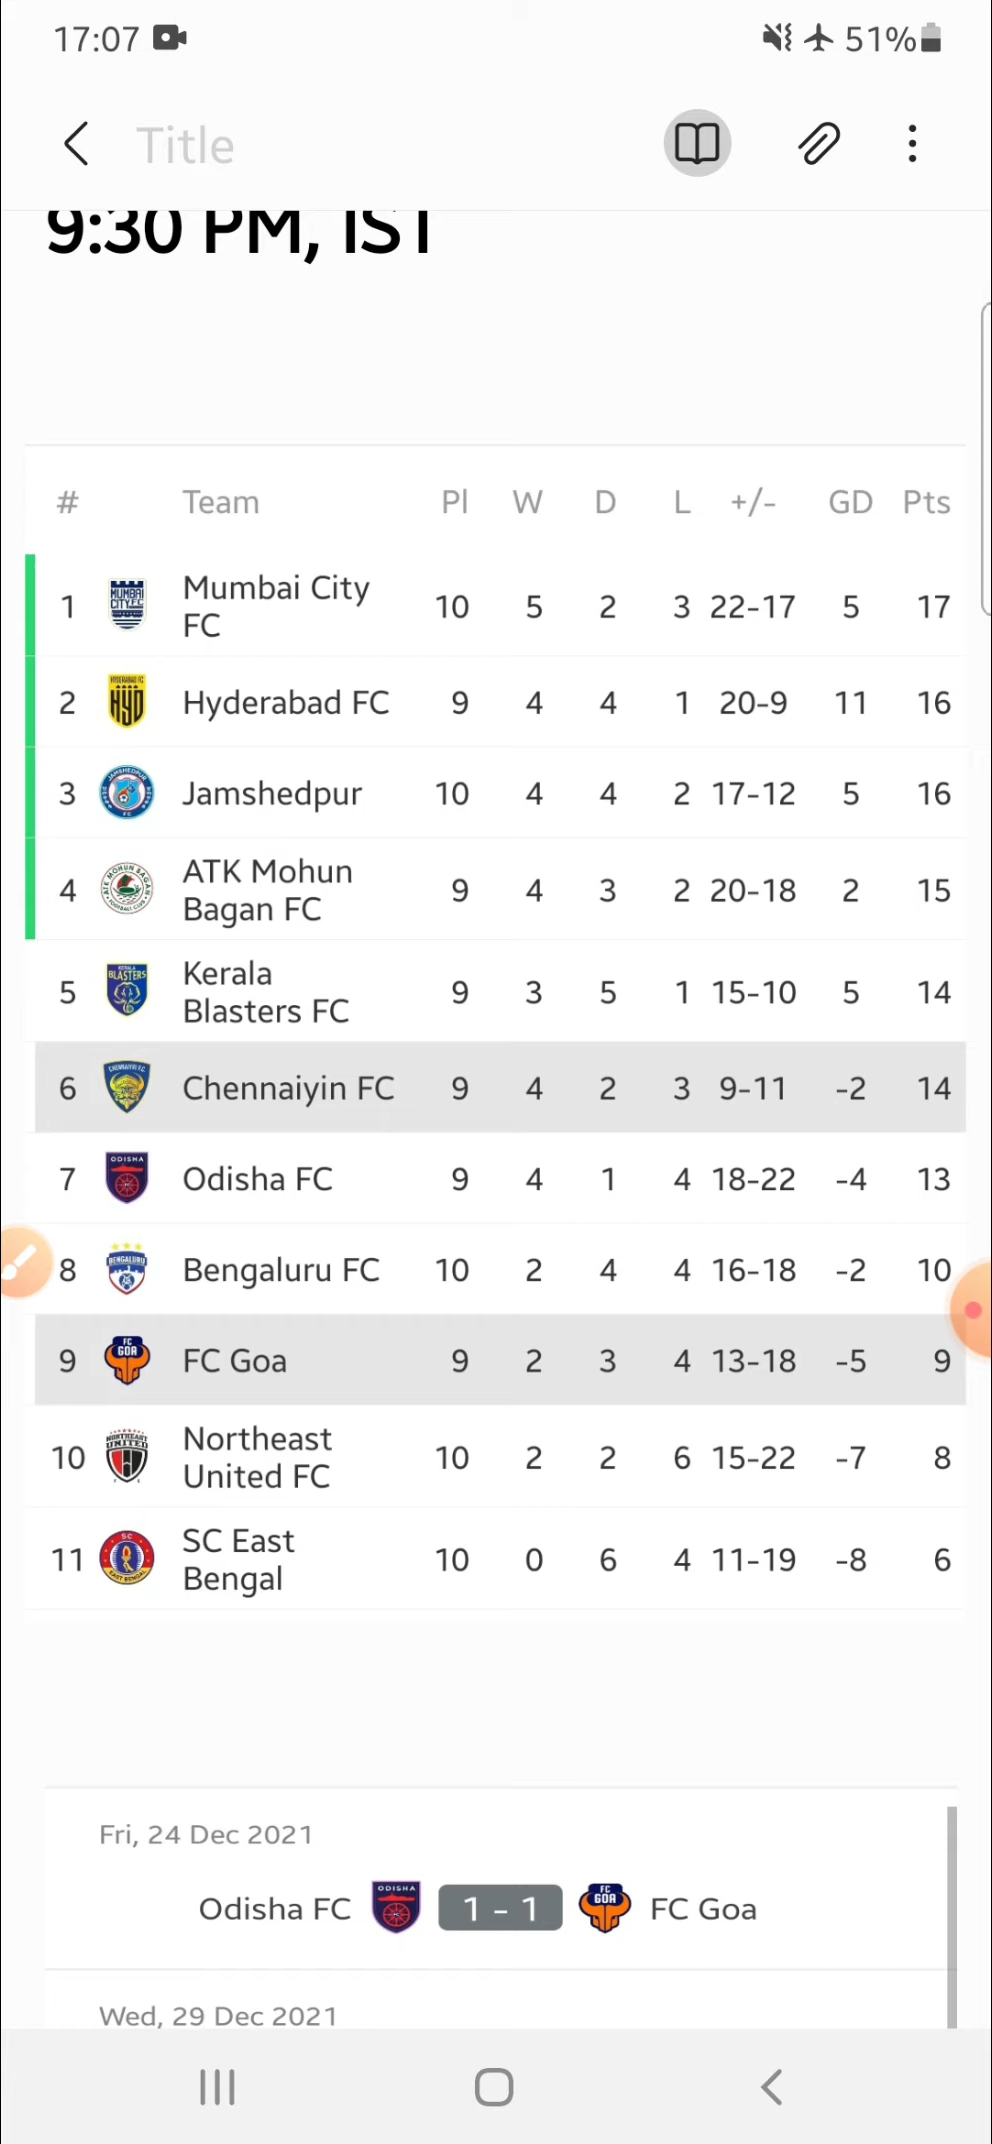 17:07 51%
Title
9:30 PM, IST
# Team Pl W D L +/- GD Pts
1 Mumbai City FC 10 5 2 3 22-17 5 17
2 Hyderabad FC 9 4 4 1 20-9 11 16
3 Jamshedpur 10 4 4 2 17-12 5 16
4 ATK Mohun Bagan FC 9 4 3 2 20-18 2 15
5 Kerala Blasters FC 9 3 5 1 15-10 5 14
6 Chennaiyin FC 9 4 2 3 9-11 -2 14
7 Odisha FC 9 4 1 4 18-22 -4 13
8 Bengaluru FC 10 2 4 4 16-18 -2 10
9 FC Goa 9 2 3 4 13-18 -5 9
10 Northeast United FC 10 2 2 6 15-22 -7 8
11 SC East Bengal 10 0 6 4 11-19 -8 6
Fri, 24 Dec 2021
Odisha FC 1 - 1 FC Goa
Wed, 29 Dec 2021